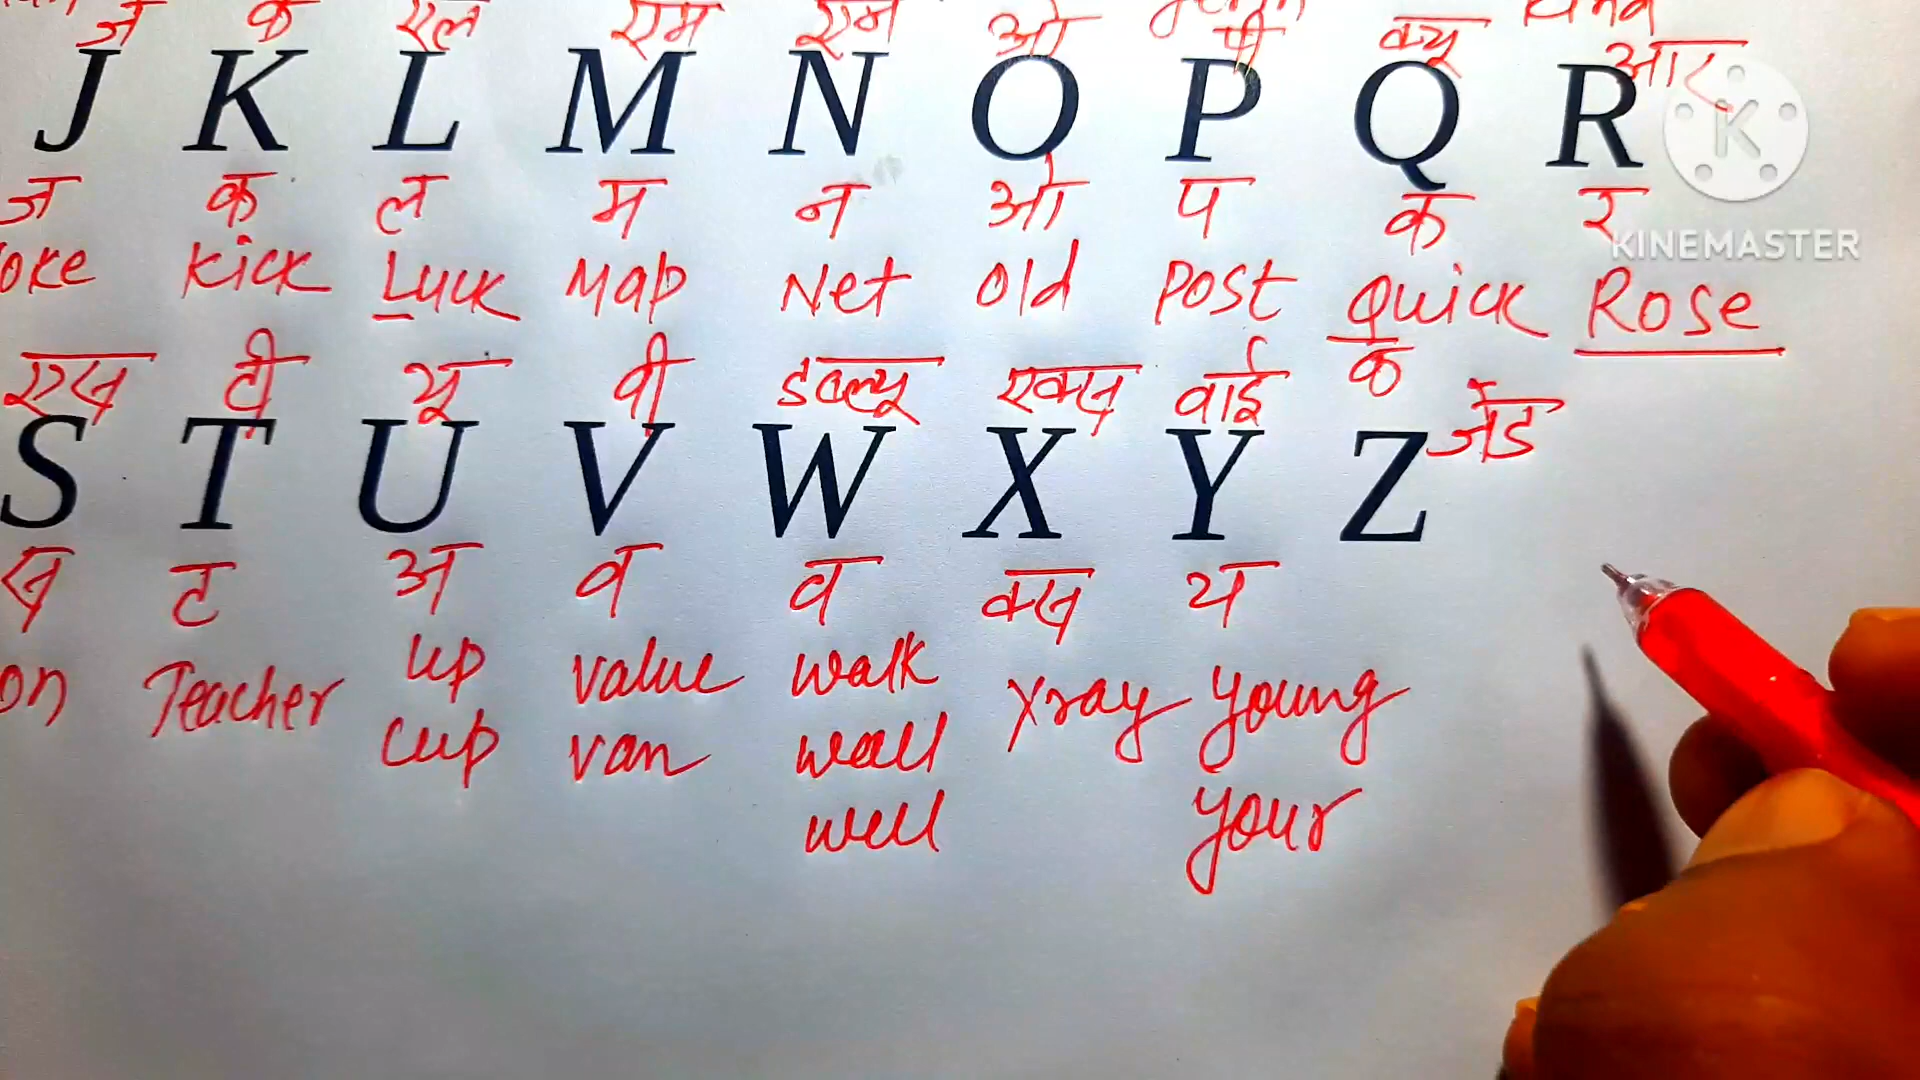 जे के एल एम एन ओ पी क्यू आर
J K L M N O P Q R
ज क ल म न ओ प क र
KINEMASTER
oke Kick Luck Map Net Old Post Quick Rose
क
एस टी यू वी डब्ल्यू एक्स वाई जेड
S T U V W X Y Z
स ट अ व व क्स य
on Teacher up value walk Xray Young
cup van wall Your
well